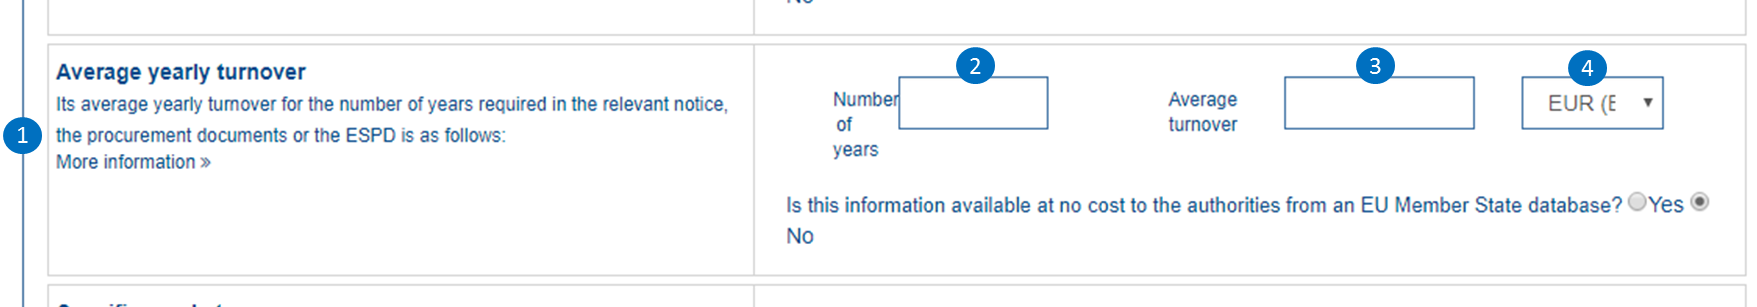 No
Average yearly turnover
Its average yearly turnover for the number of years required in the relevant notice,
the procurement documents or the ESPD is as follows:
More information »
1
2
3
4
Number
of
years
Average
turnover
EUR (E
Is this information available at no cost to the authorities from an EU Member State database? Yes
No